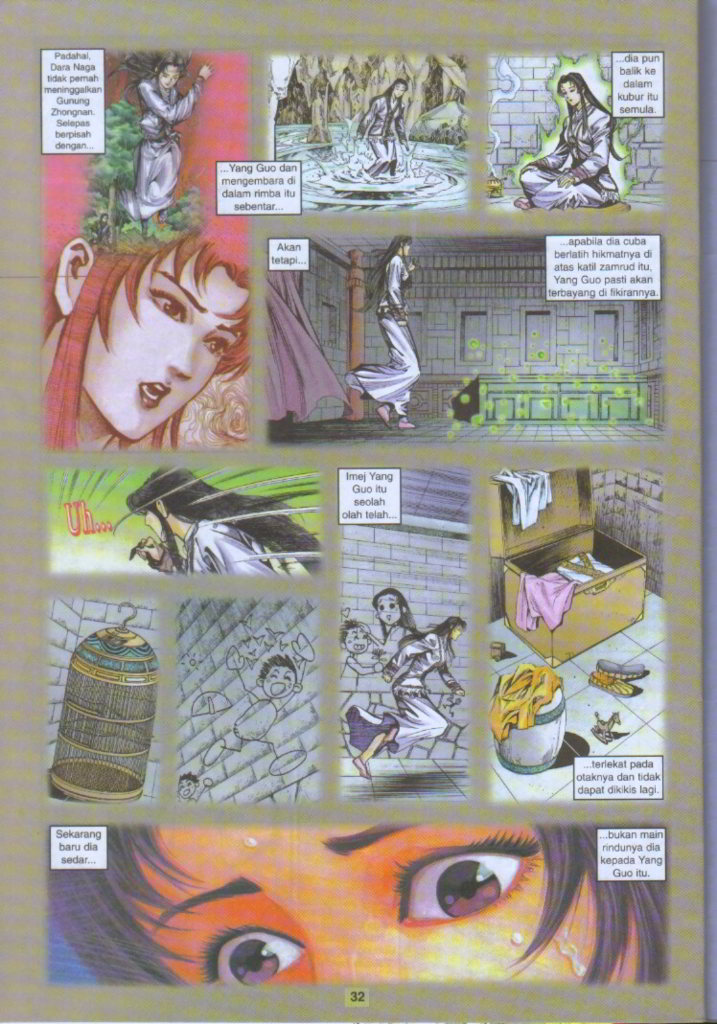 Padahal,
Dara Naga
tidak pernah
meninggalkan
Gunung
Zhongnan.
Selepas
berpisah
dengan...
...Yang Guo dan
mengembara di
dalam rimba itu
sebentar...
...dia pun
balik ke
dalam
kubur itu
semula.
Akan
tetapi...
...apabila dia cuba
berlatih hikmatnya di
atas katil zamrud itu,
Yang Guo pasti akan
terbayang di fikirannya.
Uh...
Imej Yang
Guo itu
seolah
olah telah...
...terlekat pada
otaknya dan tidak
dapat dikikis lagi.
Sekarang
baru dia
sedar...
...bukan main
rindunya dia
kepada Yang
Guo itu.
32